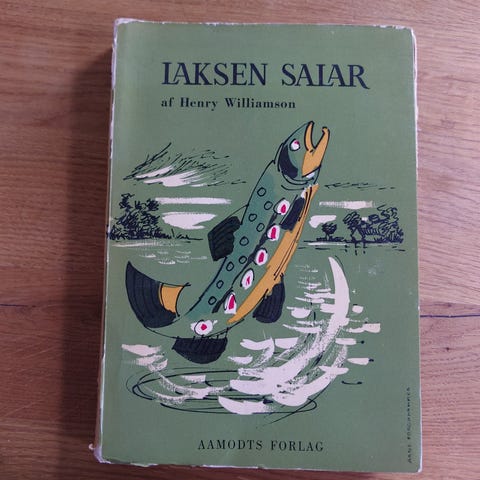 LAKSEN SALAR
af Henry Williamson
AAMODTS FORLAG